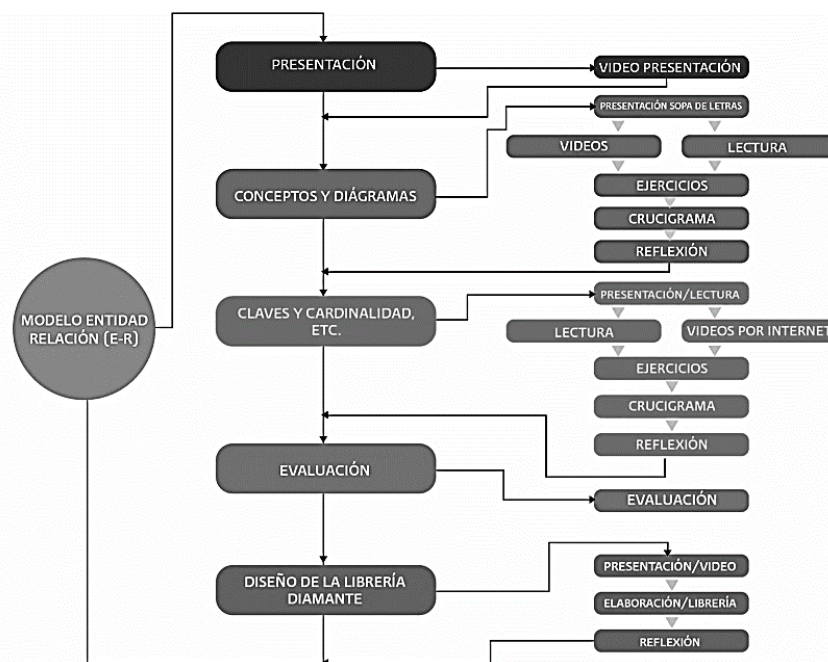 PRESENTACIÓN
VIDEO PRESENTACIÓN
PRESENTACIÓN SOPA DE LETRAS
VIDEOS
LECTURA
CONCEPTOS Y DIÁGRAMAS
EJERCICIOS
CRUCIGRAMA
REFLEXIÓN
MODELO ENTIDAD
RELACIÓN (E-R)
CLAVES Y CARDINALIDAD,
ETC.
PRESENTACIÓN/LECTURA
LECTURA
VIDEOS POR INTERNET
EJERCICIOS
CRUCIGRAMA
REFLEXIÓN
EVALUACIÓN
EVALUACIÓN
DISEÑO DE LA LIBRERÍA
DIAMANTE
PRESENTACIÓN/VIDEO
ELABORACIÓN/LIBRERÍA
REFLEXIÓN